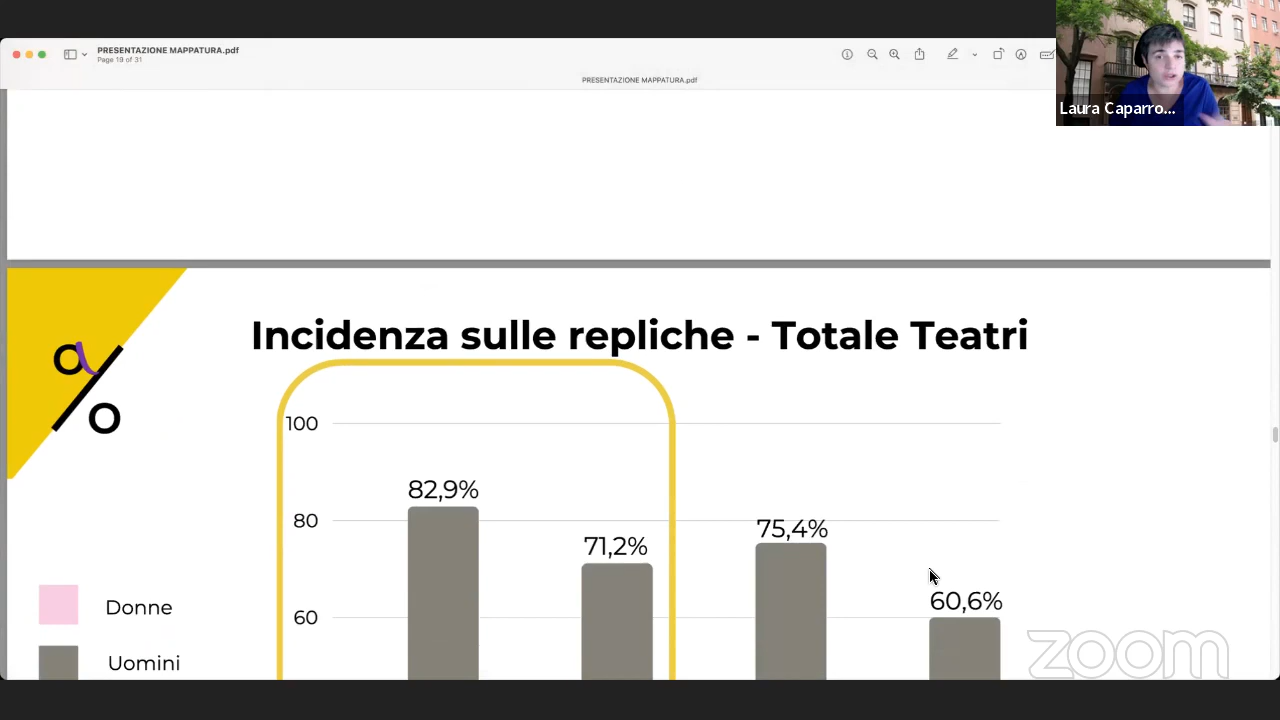 PRESENTAZIONE MAPPATURA.pdf
Page 19 of 31
PRESENTAZIONE MAPPATURA.pdf
Laura Caparro...
Incidenza sulle repliche - Totale Teatri
100
82,9%
80
75,4%
71,2%
60,6%
Donne
60
Uomini
zoom